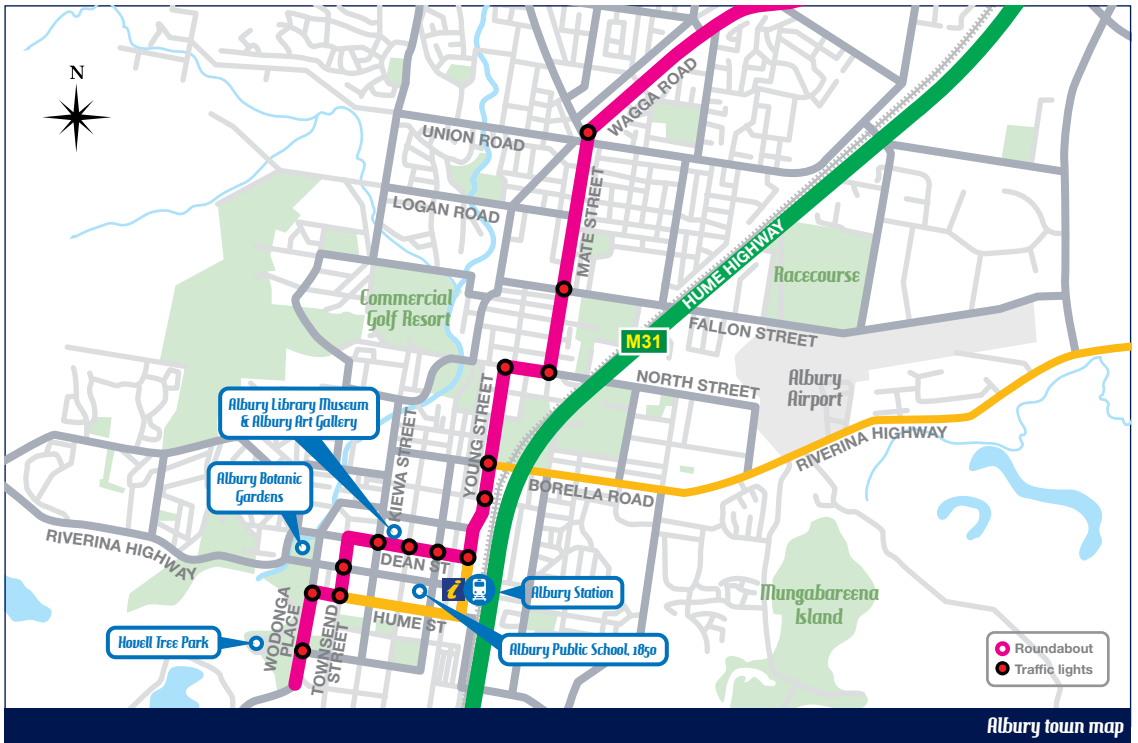 N
WAGGA ROAD
UNION ROAD
LOGAN ROAD
MATE STREET
HUME HIGHWAY
Racecourse
Commercial
Golf Resort
FALLON STREET
M31
NORTH STREET
Albury
Airport
Albury Library Museum
& Albury Art Gallery
KIEWA STREET
YOUNG STREET
RIVERINA HIGHWAY
Albury Botanic
Gardens
BORELLA ROAD
RIVERINA HIGHWAY
DEAN ST
i
Albury Station
Mungabareena
Island
HUME ST
WODONGA
PLACE
TOWNSEND
STREET
Hovell Tree Park
Albury Public School, 1850
Roundabout
Traffic lights
Albury town map